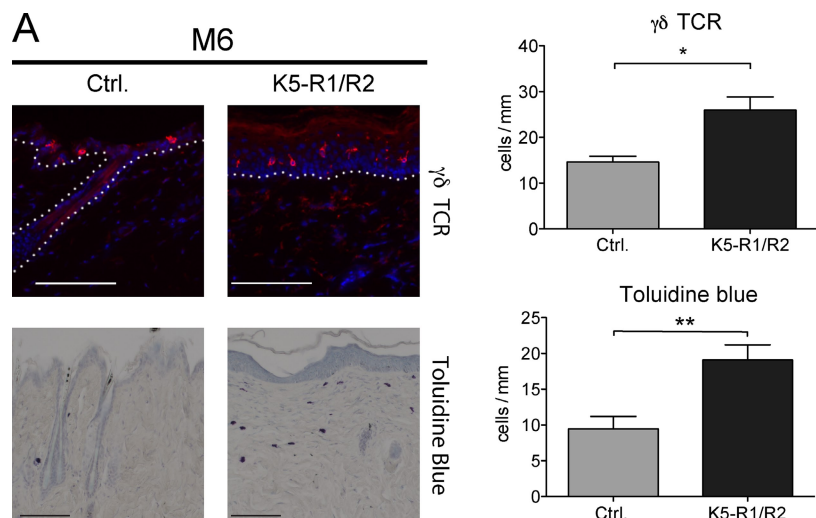 A
M6
Ctrl.
K5-R1/R2
γδ TCR
Toluidine Blue
γδ TCR
*
cells / mm
40
30
20
10
0
Ctrl.
K5-R1/R2
Toluidine blue
**
cells / mm
25
20
15
10
5
0
Ctrl.
K5-R1/R2